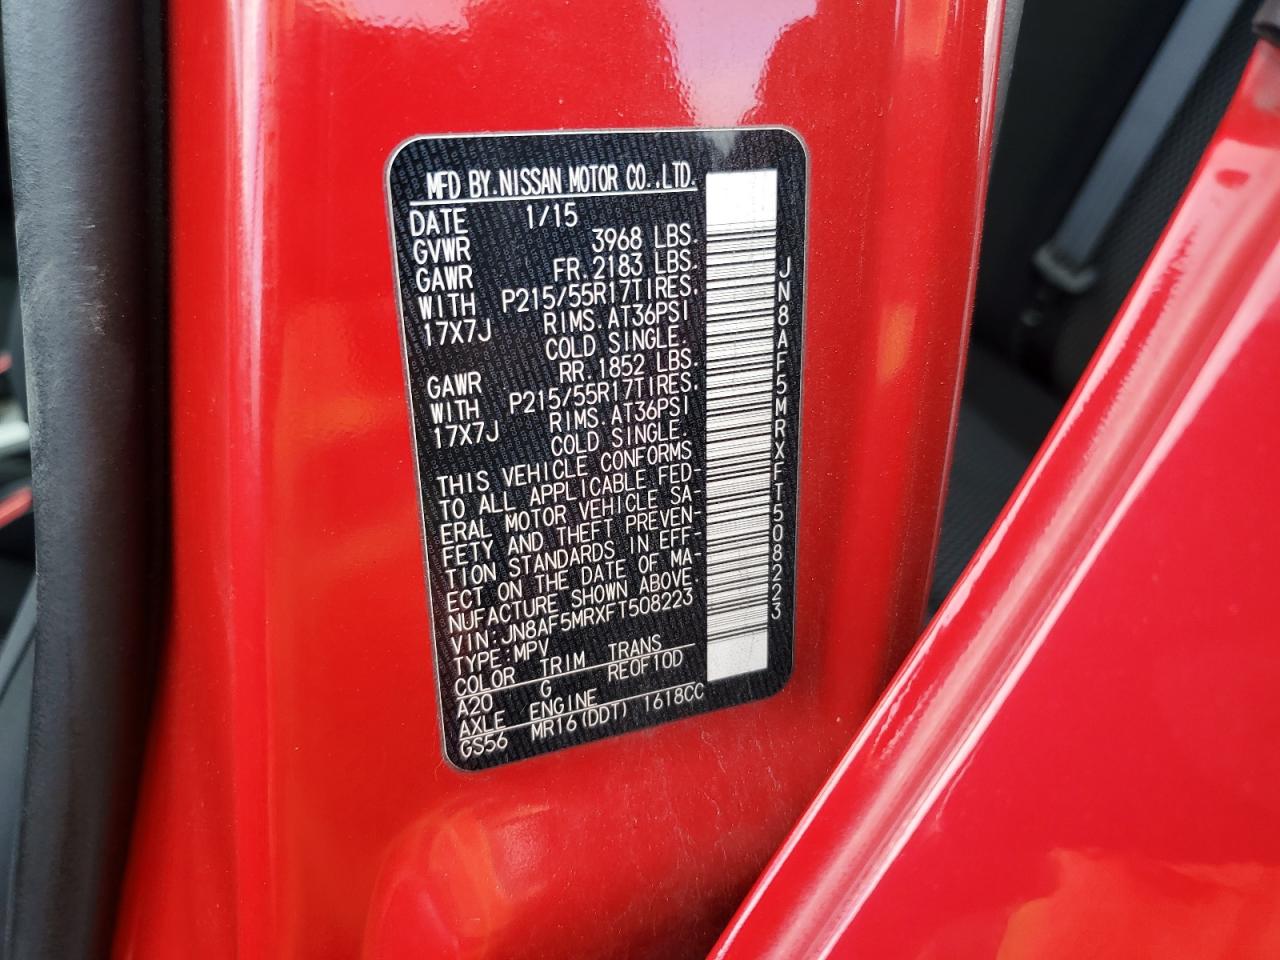 MFD BY.NISSAN MOTOR CO.,LTD.
DATE 1/15
GVWR 3968 LBS.
GAWR FR.2183 LBS.
WITH P215/55R17TIRES.
17X7J RIMS.AT36PSI
COLD SINGLE.
GAWR RR.1852 LBS.
WITH P215/55R17TIRES.
17X7J RIMS.AT36PSI
COLD SINGLE.
THIS VEHICLE CONFORMS
TO ALL APPLICABLE FED-
ERAL MOTOR VEHICLE SA-
FETY AND THEFT PREVEN-
TION STANDARDS IN EFF-
ECT ON THE DATE OF MA-
NUFACTURE SHOWN ABOVE.
VIN:JN8AF5MRXFT508223
TYPE:MPV
COLOR TRIM TRANS
A20 G RE0F10D
AXLE ENGINE
GS56 MR16(DDT) 1618CC
JN8AF5MRXFT508223